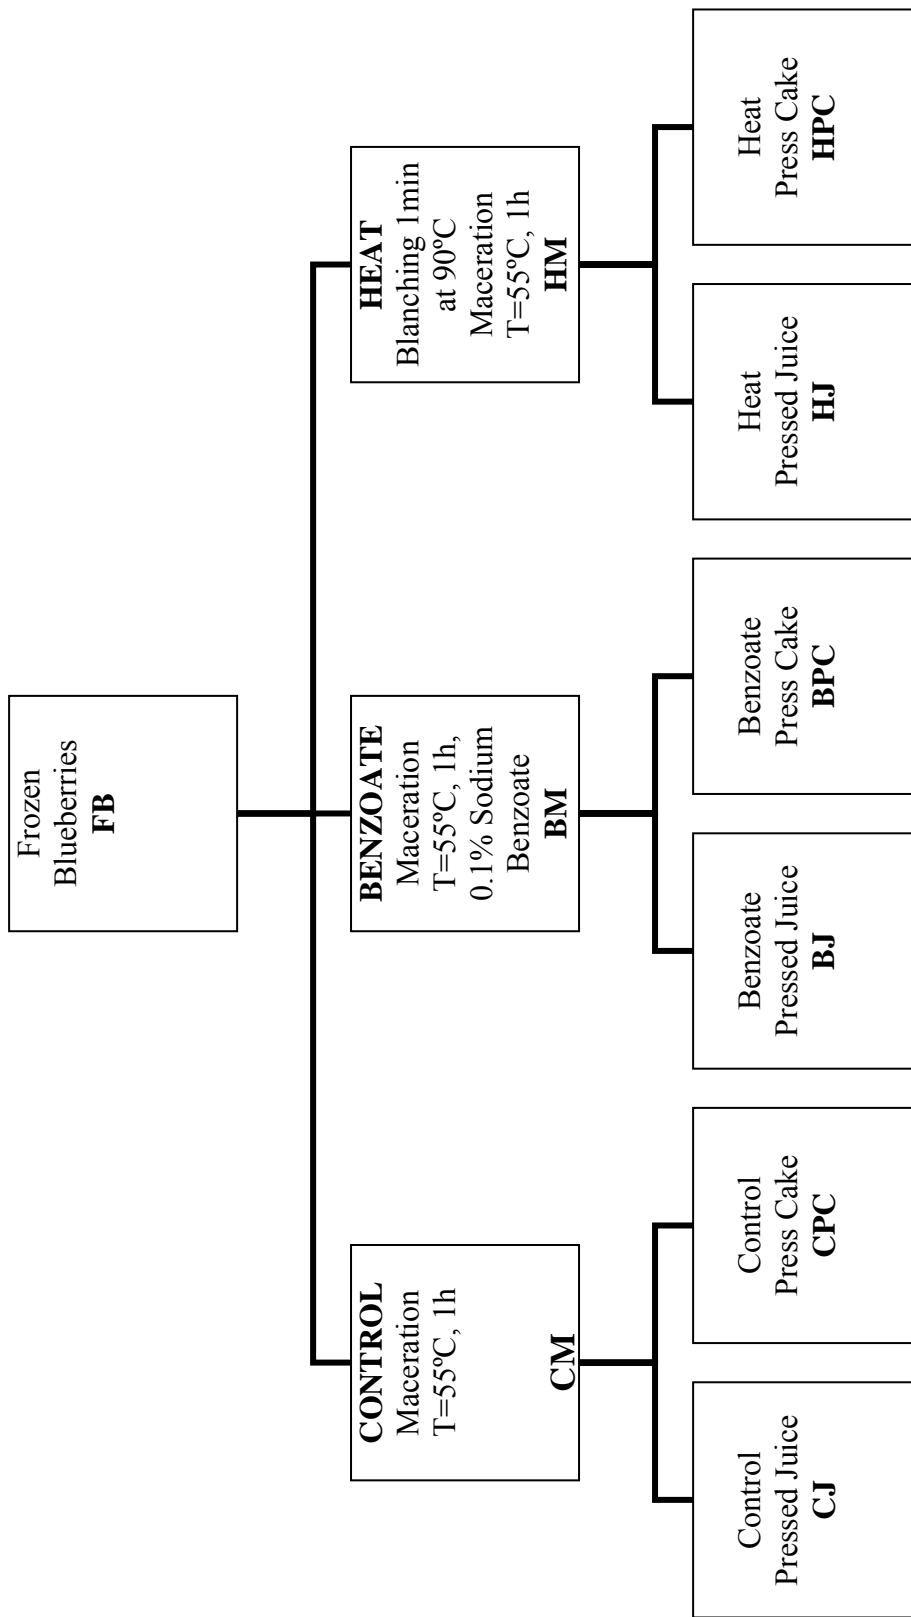 Frozen
Blueberries
FB
CONTROL
Maceration
T=55ºC, 1h
CM
BENZOATE
Maceration
T=55ºC, 1h,
0.1% Sodium
Benzoate
BM
HEAT
Blanching 1min
at 90ºC
Maceration
T=55ºC, 1h
HM
Control
Pressed Juice
CJ
Control
Press Cake
CPC
Benzoate
Pressed Juice
BJ
Benzoate
Press Cake
BPC
Heat
Pressed Juice
HJ
Heat
Press Cake
HPC